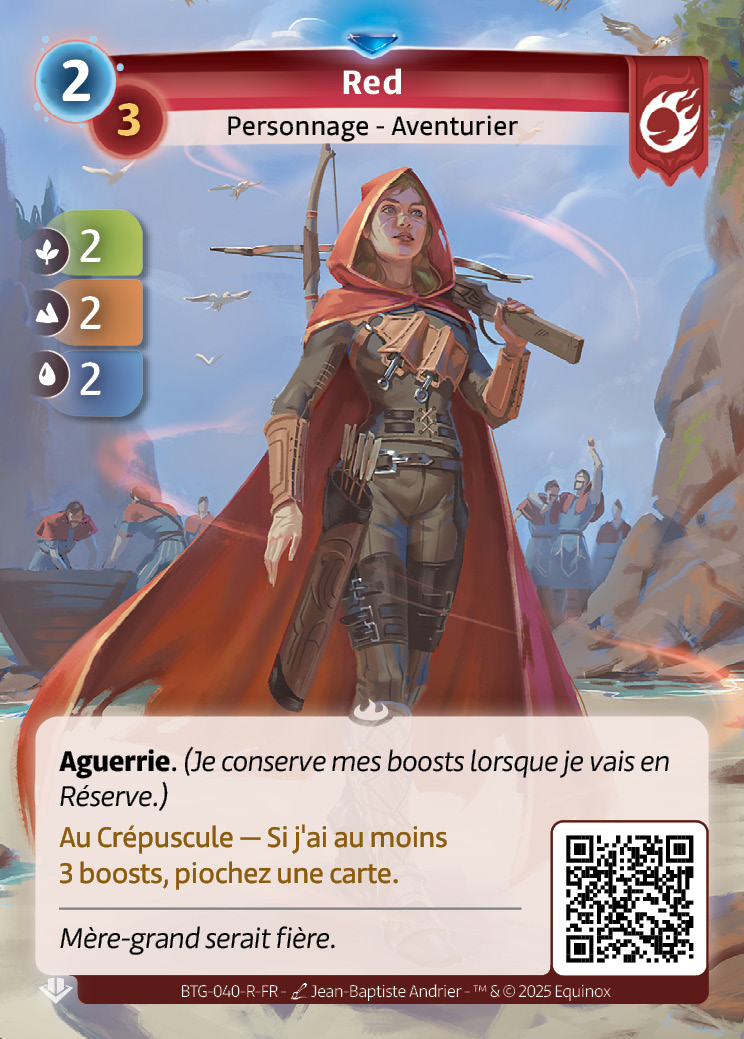 2
Red
3
Personnage - Aventurier
2
2
2
Aguerrie. (Je conserve mes boosts lorsque je vais en
Réserve.)
Au Crépuscule — Si j'ai au moins
3 boosts, piochez une carte.
Mère-grand serait fière.
BTG-040-R-FR - Jean-Baptiste Andrier - ™ & © 2025 Equinox